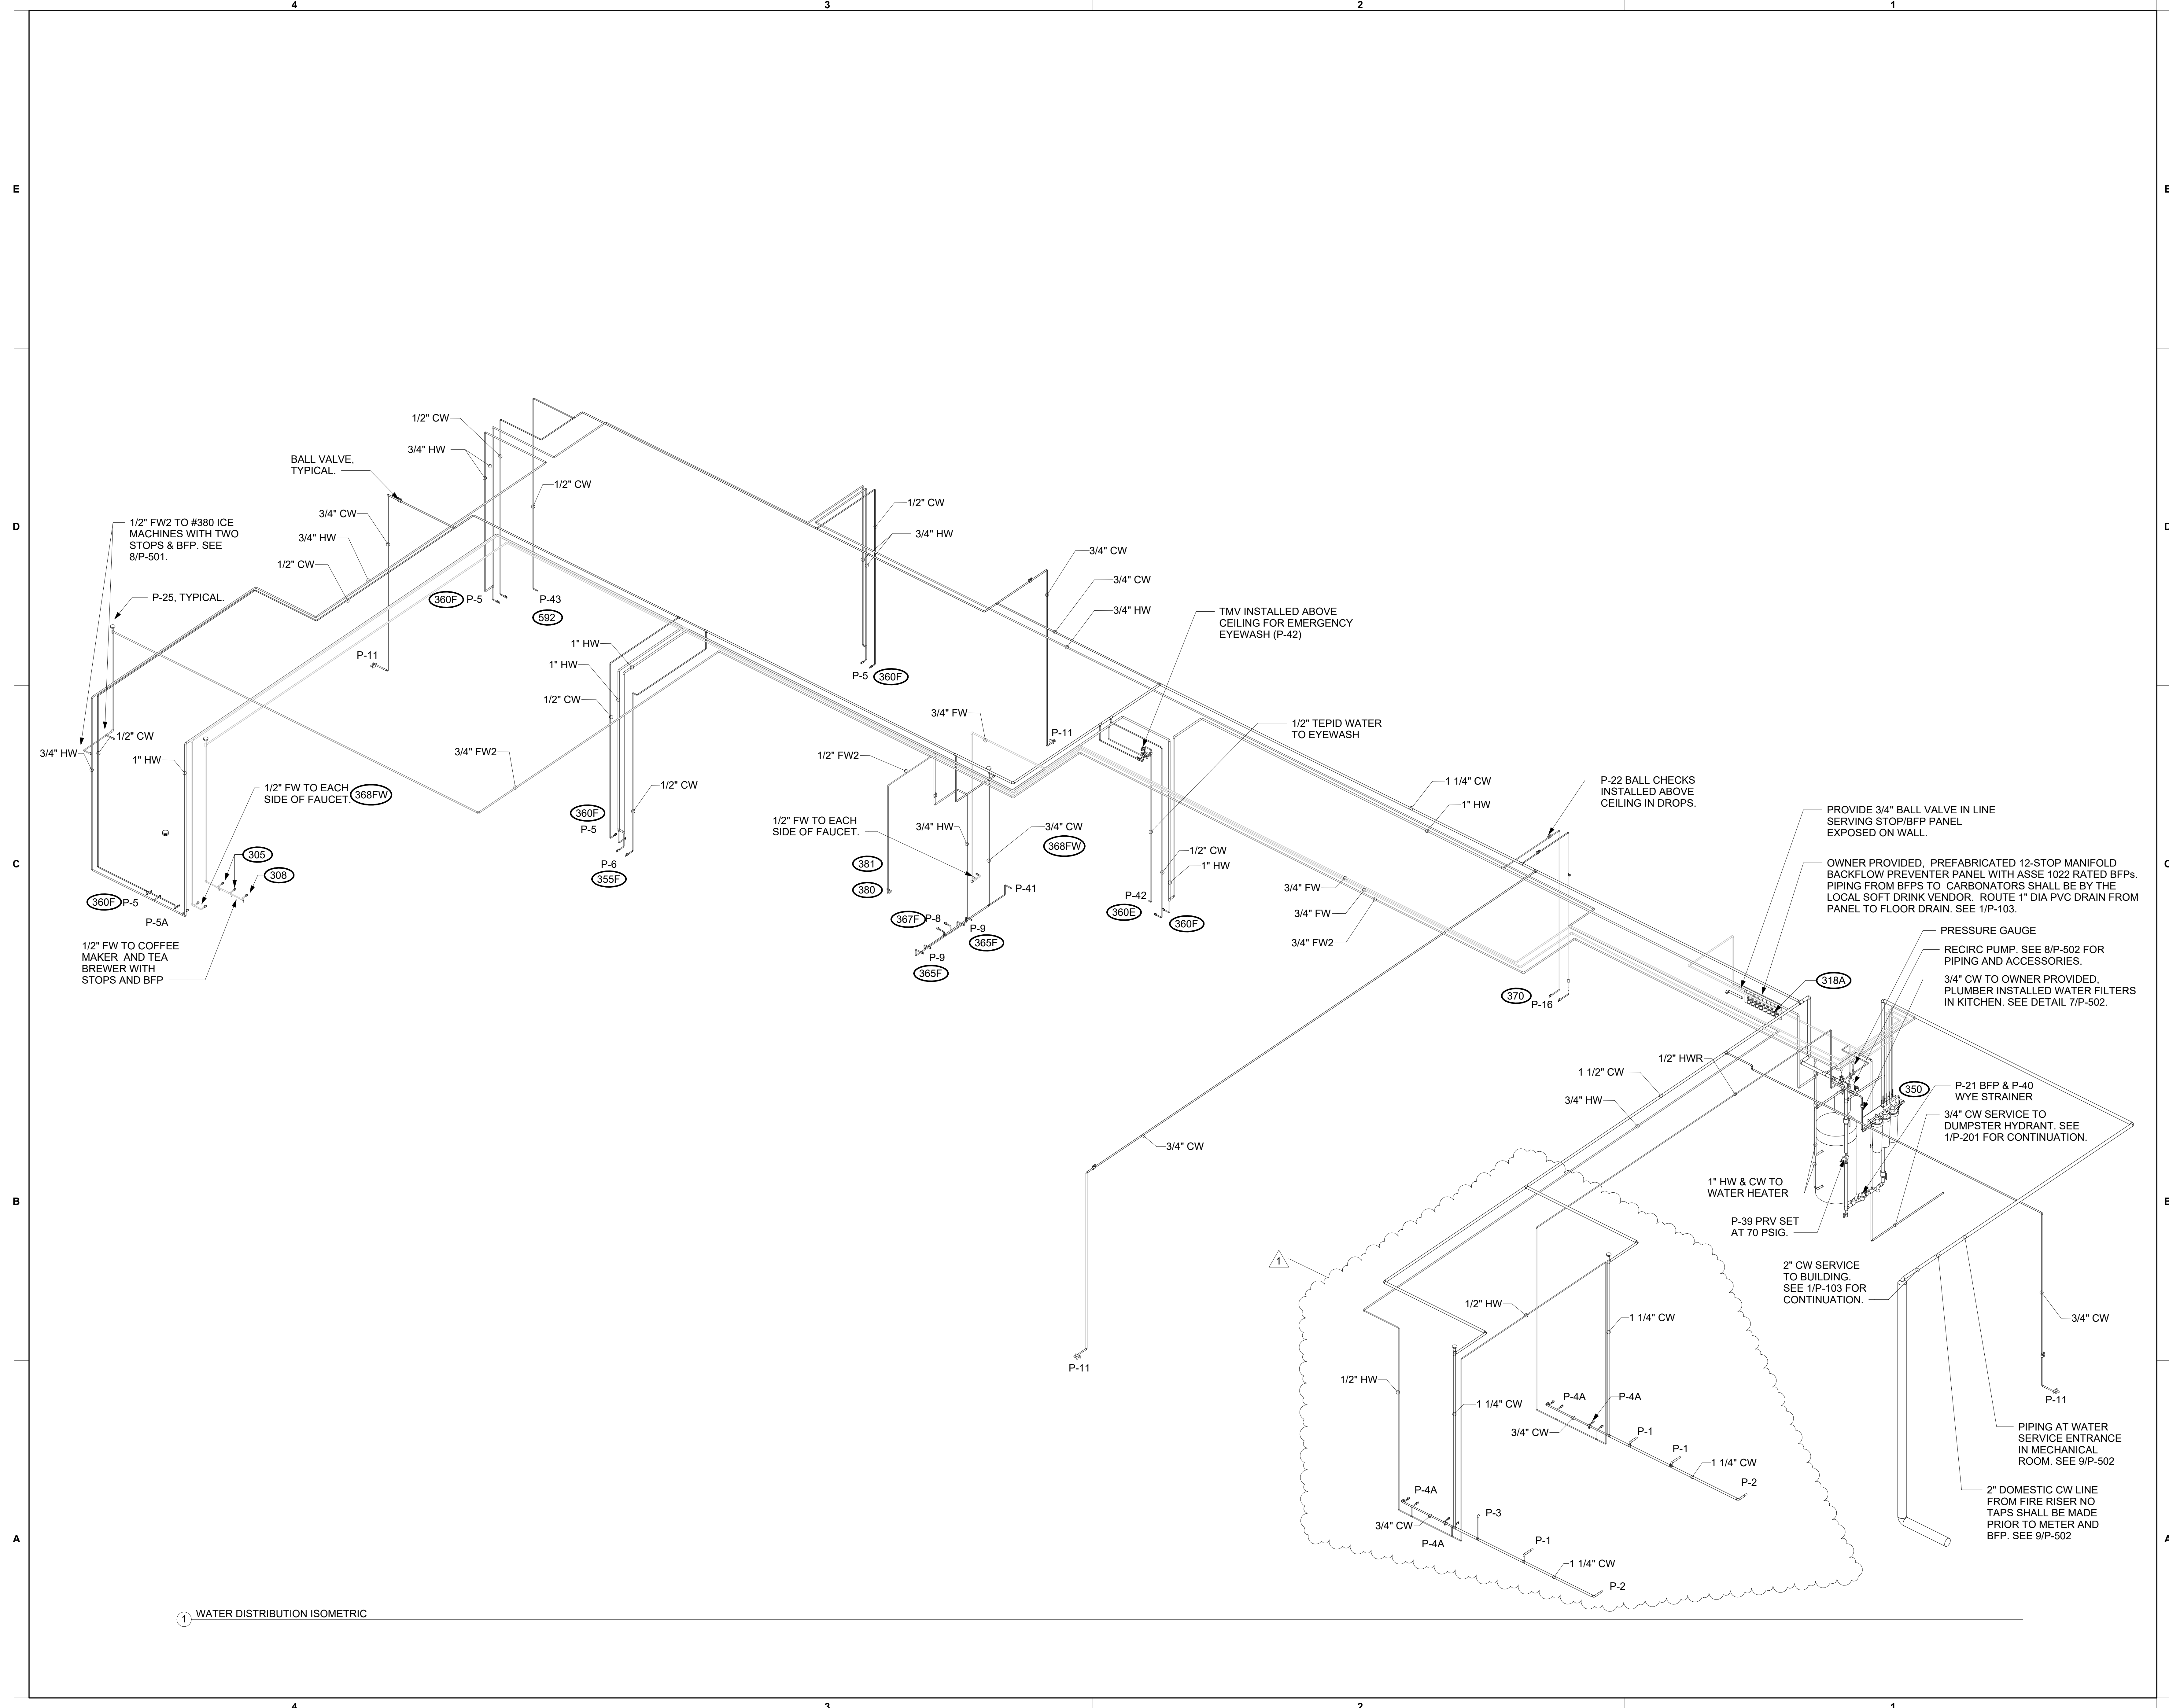 4
3
2
1
E
E
1/2" CW
3/4" HW
BALL VALVE,
TYPICAL.
1/2" CW
1/2" CW
3/4" CW
3/4" HW
3/4" HW
1/2" CW
D
D
1/2" FW2 TO #380 ICE
MACHINES WITH TWO
STOPS & BFP. SEE
8/P-501.
P-25, TYPICAL.
3/4" CW
3/4" CW
3/4" HW
360F
P-5
P-43
592
TMV INSTALLED ABOVE
CEILING FOR EMERGENCY
EYEWASH (P-42)
P-11
1" HW
1" HW
1/2" CW
P-5
360F
3/4" FW
P-11
1/2" TEPID WATER
TO EYEWASH
1/2" CW
3/4" HW
1" HW
3/4" FW2
1/2" FW2
1 1/4" CW
1" HW
P-22 BALL CHECKS
INSTALLED ABOVE
CEILING IN DROPS.
1/2" FW TO EACH
SIDE OF FAUCET.
368FW
1/2" CW
360F
P-5
1/2" FW TO EACH
SIDE OF FAUCET.
3/4" HW
3/4" CW
368FW
PROVIDE 3/4" BALL VALVE IN LINE
SERVING STOP/BFP PANEL
EXPOSED ON WALL.
C
305
308
P-6
355F
381
380
1/2" CW
1" HW
OWNER PROVIDED, PREFABRICATED 12-STOP MANIFOLD
BACKFLOW PREVENTER PANEL WITH ASSE 1022 RATED BFPs.
PIPING FROM BFPS TO CARBONATORS SHALL BE BY THE
LOCAL SOFT DRINK VENDOR. ROUTE 1" DIA PVC DRAIN FROM
PANEL TO FLOOR DRAIN. SEE 1/P-103.
3/4" FW
3/4" FW
3/4" FW2
360F
P-5
P-5A
P-41
P-42
360E
360F
367F
P-8
P-9
365F
P-9
365F
1/2" FW TO COFFEE
MAKER AND TEA
BREWER WITH
STOPS AND BFP
PRESSURE GAUGE
RECIRC PUMP. SEE 8/P-502 FOR
PIPING AND ACCESSORIES.
318A
3/4" CW TO OWNER PROVIDED,
PLUMBER INSTALLED WATER FILTERS
IN KITCHEN. SEE DETAIL 7/P-502.
370
P-16
1/2" HWR
1 1/2" CW
3/4" HW
350
P-21 BFP & P-40
WYE STRAINER
3/4" CW SERVICE TO
DUMPSTER HYDRANT. SEE
1/P-201 FOR CONTINUATION.
3/4" CW
B
1" HW & CW TO
WATER HEATER
P-39 PRV SET
AT 70 PSIG.
1
2" CW SERVICE
TO BUILDING.
SEE 1/P-103 FOR
CONTINUATION.
1/2" HW
1 1/4" CW
3/4" CW
P-11
1/2" HW
P-4A
P-4A
1 1/4" CW
3/4" CW
P-11
P-1
P-1
1 1/4" CW
P-2
PIPING AT WATER
SERVICE ENTRANCE
IN MECHANICAL
ROOM. SEE 9/P-502
P-4A
P-3
3/4" CW
P-4A
P-1
1 1/4" CW
P-2
2" DOMESTIC CW LINE
FROM FIRE RISER NO
TAPS SHALL BE MADE
PRIOR TO METER AND
BFP. SEE 9/P-502
A
1
WATER DISTRIBUTION ISOMETRIC
4
3
2
1